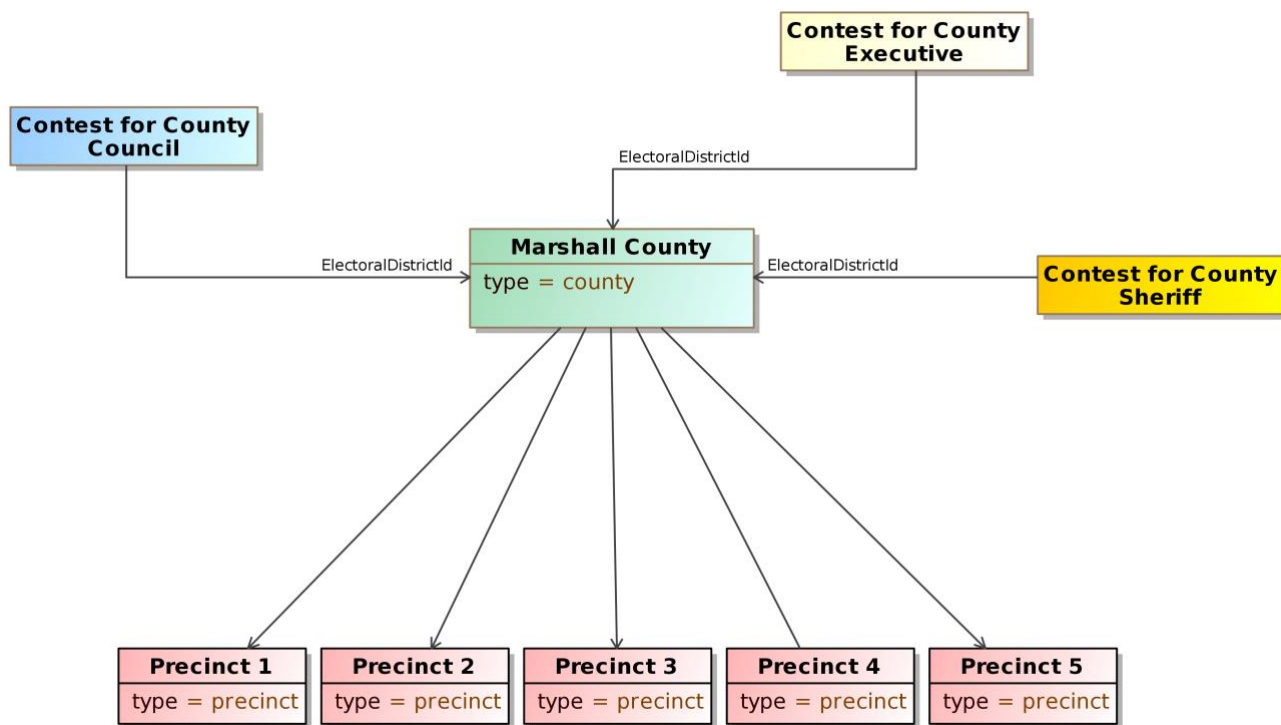 Contest for County
Executive
Contest for County
Council
ElectoralDistrictId
Marshall County
type = county
ElectoralDistrictId
ElectoralDistrictId
Contest for County
Sheriff
Precinct 1
type = precinct
Precinct 2
type = precinct
Precinct 3
type = precinct
Precinct 4
type = precinct
Precinct 5
type = precinct